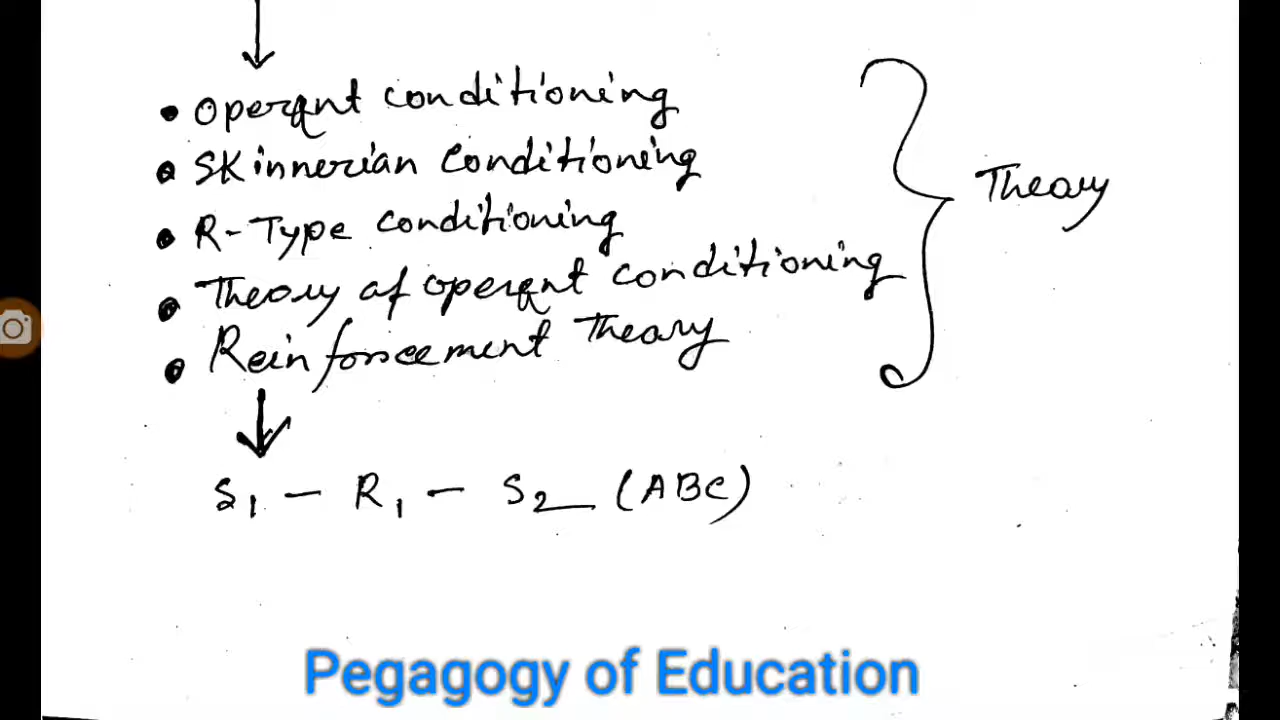 • Operant conditioning
• Skinnerian conditioning
• R-Type conditioning
• Theory of operant conditioning
• Reinforcement Theory
Theory
S1 – R1 – S2 (ABC)
Pegagogy of Education